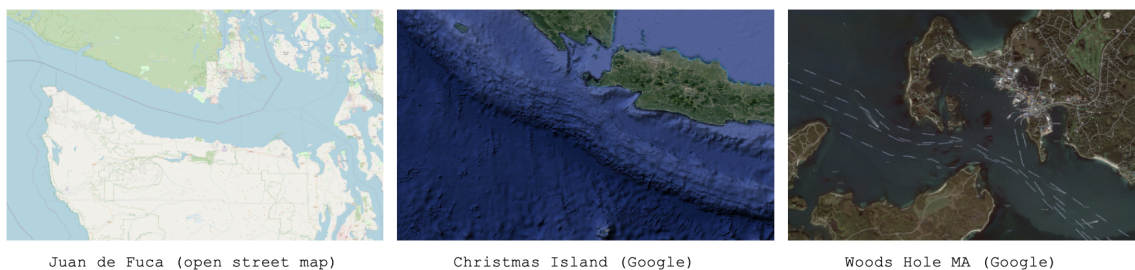 Juan de Fuca (open street map)
Christmas Island (Google)
Woods Hole MA (Google)